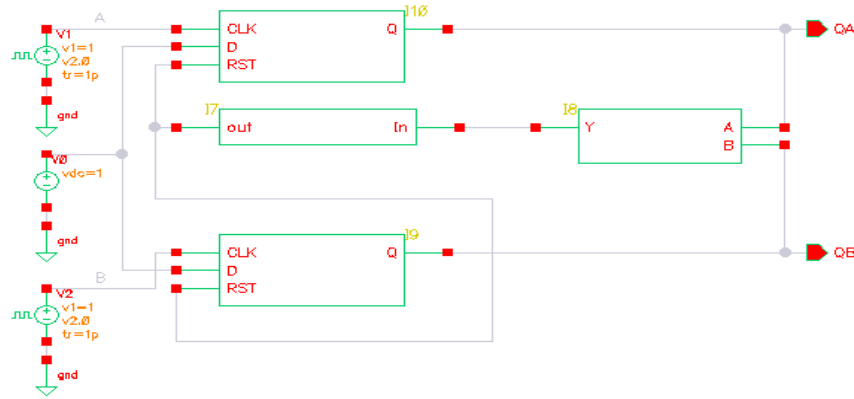 A
V1
v1=1
v2.0
tr=1p
gnd
I10
CLK
D
RST
Q
QA
I7
out
In
I8
Y
A
B
V0
vdc=1
gnd
I9
CLK
D
RST
Q
QB
B
V2
v1=1
v2.0
tr=1p
gnd